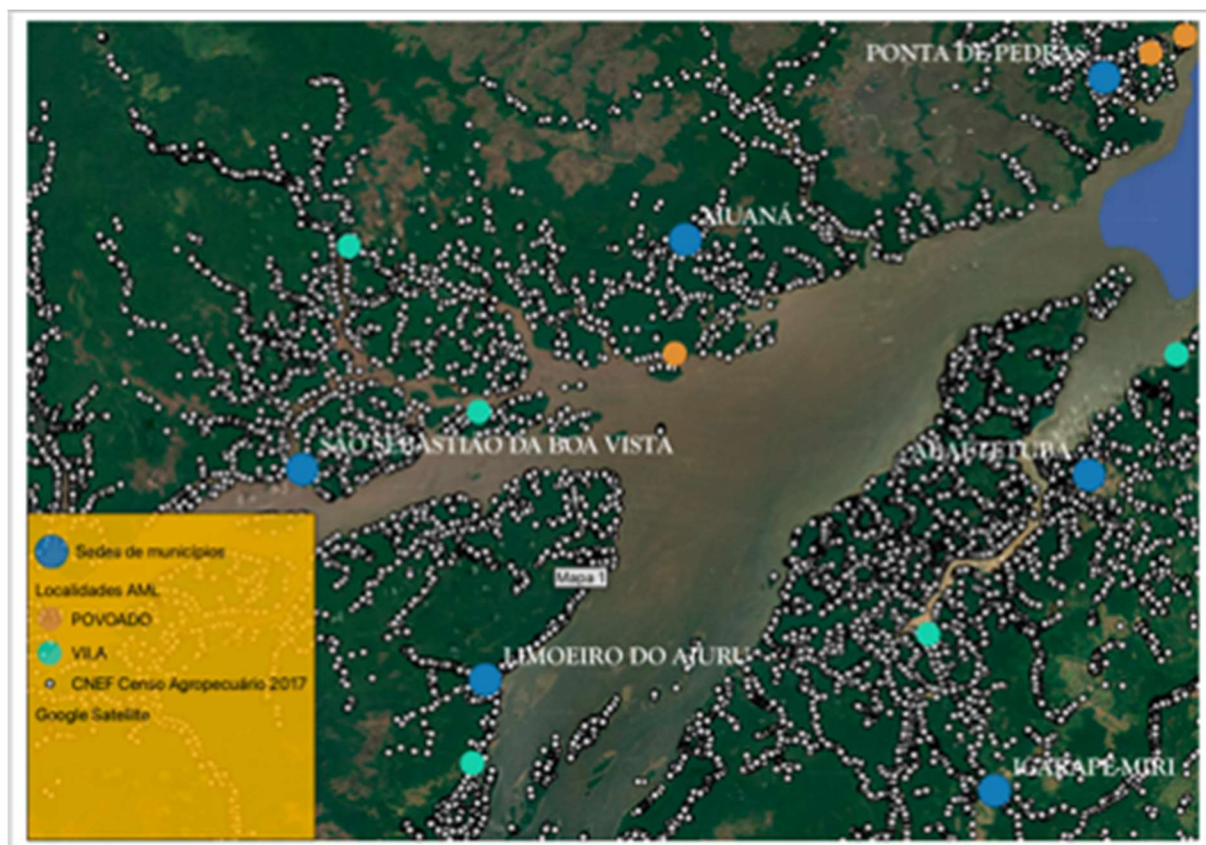 PONTA DE PEDRAS
MUANÁ
SÃO SEBASTIÃO DA BOA VISTA
ABAETETUBA
Sedes de municípios
Mapa 1
Localidades AML
POVOADO
VILA
LIMOEIRO DO AJURU
CNEF Censo Agropecuário 2017
Google Satellite
IGARAPÉ-MIRI